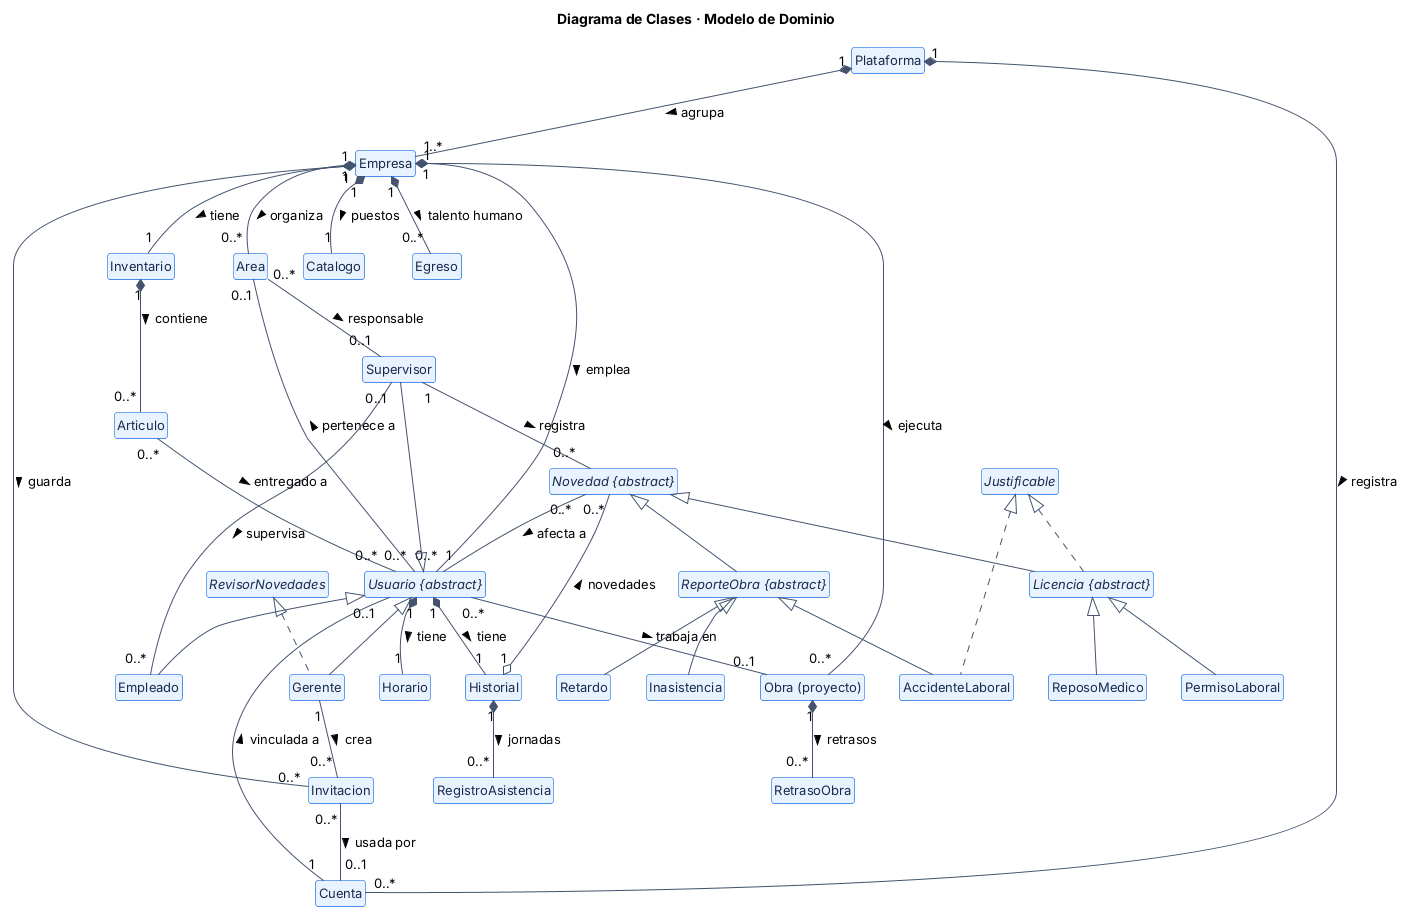 Diagrama de Clases · Modelo de Dominio
Plataforma
1
1
agrupa
1..*
Empresa
1
1
1
1
1
1
1
tiene
organiza
puestos
talento humano
1
0..*
1
0..*
Inventario
Area
Catalogo
Egreso
1
0..1
0..*
contiene
responsable
0..1
Supervisor
emplea
0..*
0..1
1
Articulo
pertenece a
registra
ejecuta
0..*
0..*
entregado a
guarda
Novedad {abstract}
Justificable
registra
0..*
0..*
supervisa
afecta a
0..*
0..*
0..*
1
RevisorNovedades
Usuario {abstract}
novedades
ReporteObra {abstract}
Licencia {abstract}
0..1
1
1
0..*
tiene
tiene
trabaja en
0..*
1
1
1
0..1
0..*
Empleado
Gerente
Horario
Historial
Retardo
Inasistencia
Obra (proyecto)
AccidenteLaboral
ReposoMedico
PermisoLaboral
1
1
1
vinculada a
crea
jornadas
retrasos
0..*
0..*
0..*
0..*
Invitacion
RegistroAsistencia
RetrasoObra
0..*
usada por
1
0..1
Cuenta
0..*